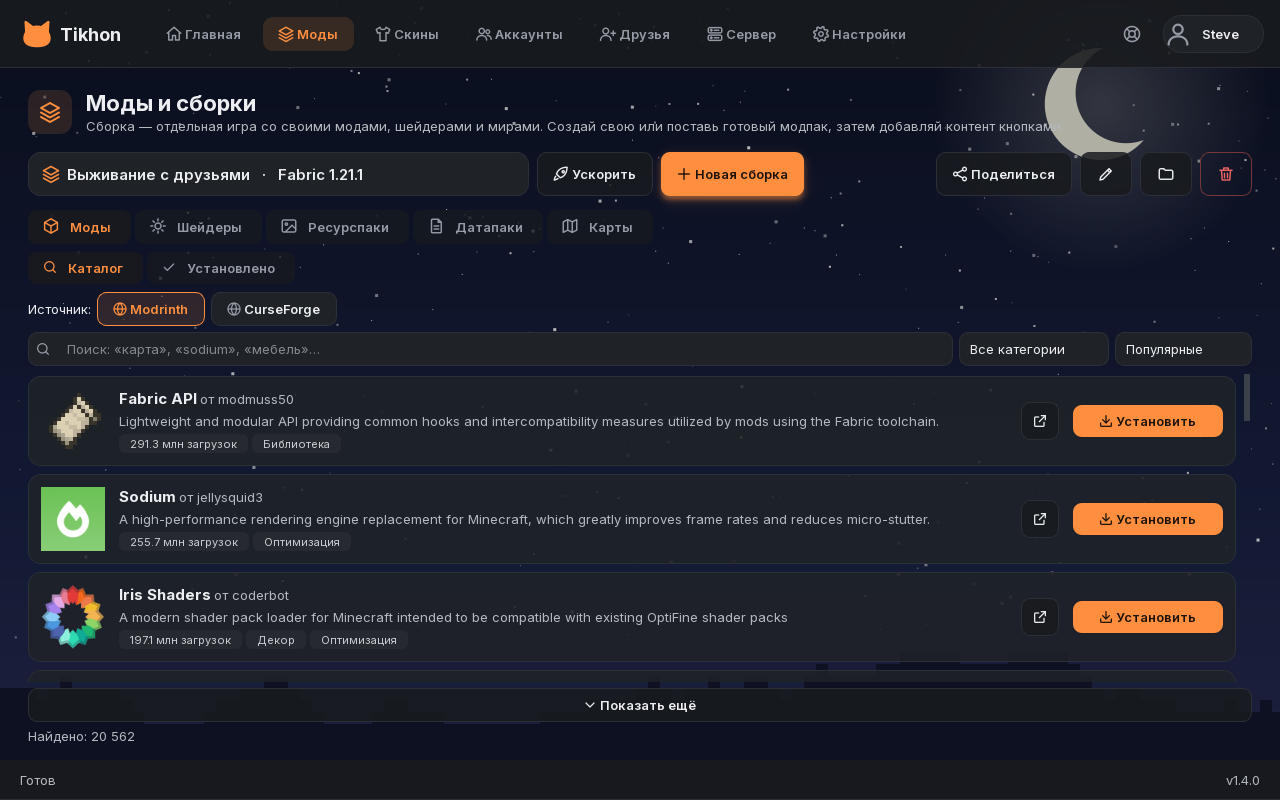 Tikhon Главная Моды Скины Аккаунты Друзья Сервер Настройки Steve
Моды и сборки
Сборка — отдельная игра со своими модами, шейдерами и мирами. Создай свою или поставь готовый модпак, затем добавляй контент кнопками
Выживание с друзьями · Fabric 1.21.1 Ускорить Новая сборка Поделиться
Моды Шейдеры Ресурспаки Датапаки Карты
Каталог Установлено
Источник: Modrinth CurseForge
Поиск: «карта», «sodium», «мебель»... Все категории Популярные
Fabric API от modmuss50
Lightweight and modular API providing common hooks and intercompatibility measures utilized by mods using the Fabric toolchain.
291.3 млн загрузок Библиотека
Установить
Sodium от jellysquid3
A high-performance rendering engine replacement for Minecraft, which greatly improves frame rates and reduces micro-stutter.
255.7 млн загрузок Оптимизация
Установить
Iris Shaders от coderbot
A modern shader pack loader for Minecraft intended to be compatible with existing OptiFine shader packs
197.1 млн загрузок Декор Оптимизация
Установить
Показать ещё
Найдено: 20 562
Готов v1.4.0